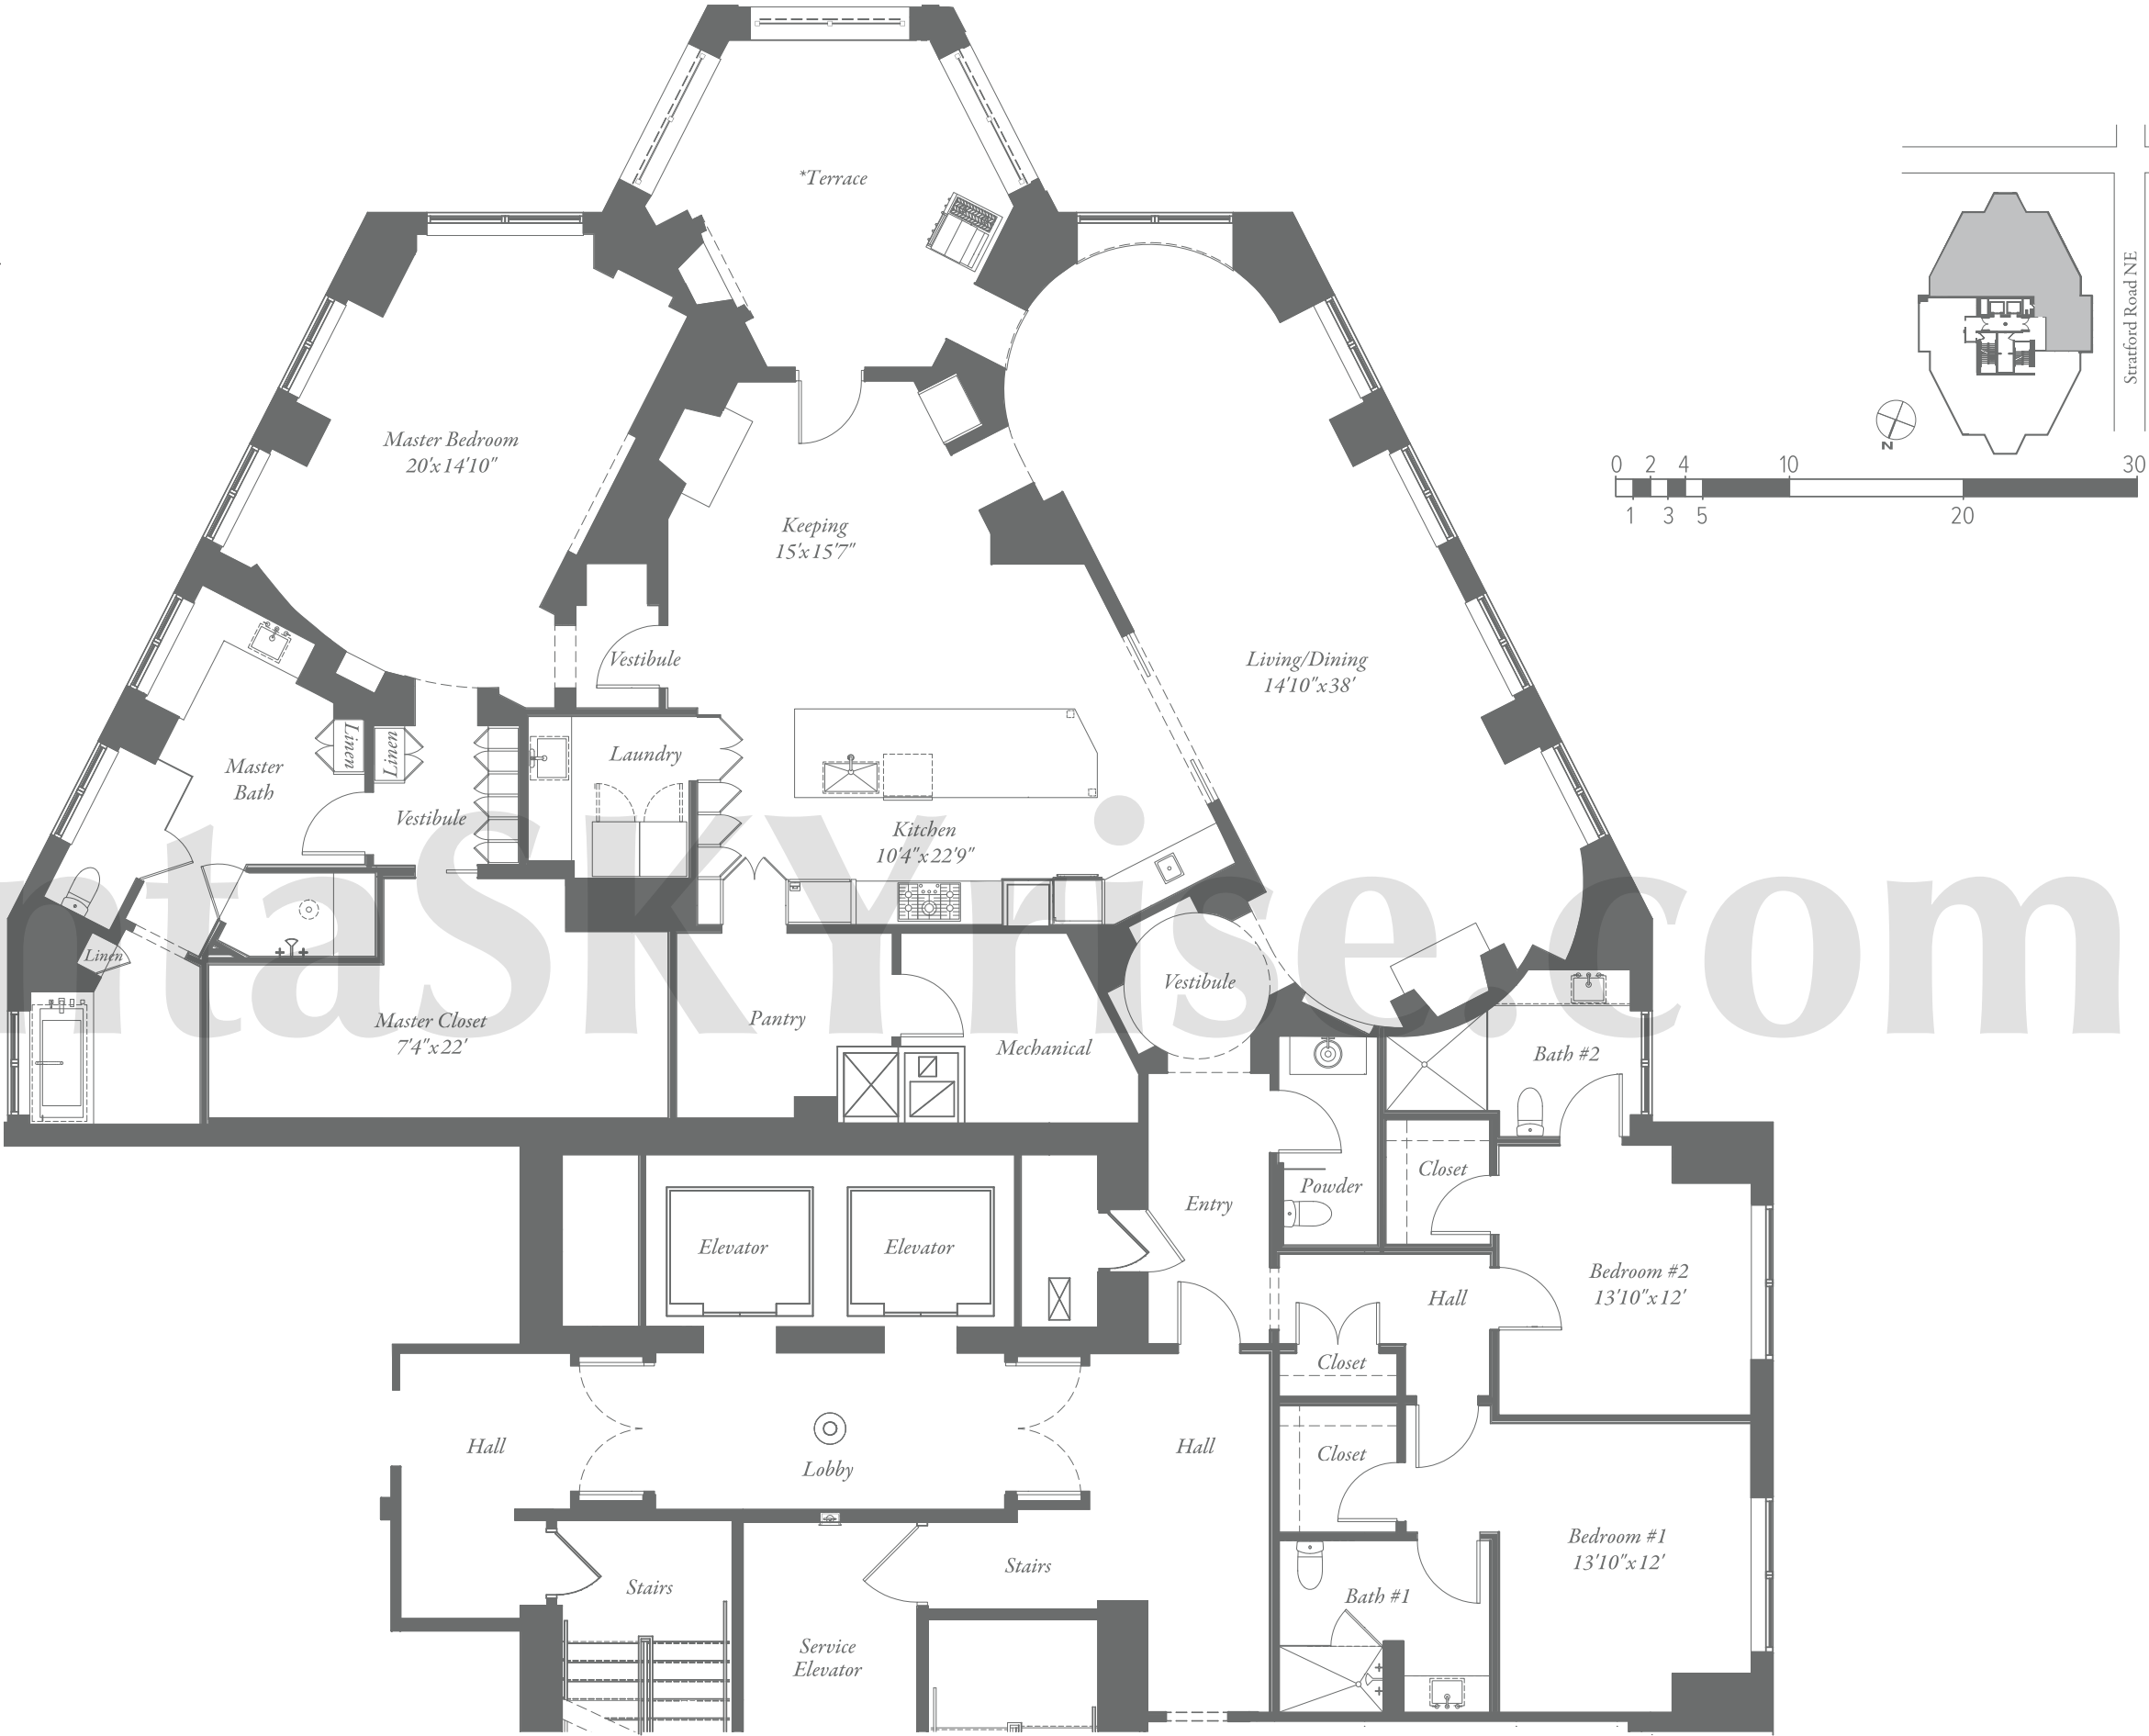 *Terrace
Stratford Road NE
N
0 2 4 10 30
1 3 5 20
Master Bedroom
20'x14'10"
Keeping
15'x15'7"
Vestibule
Living/Dining
14'10"x38'
Linen
Linen
Laundry
Master
Bath
Vestibule
Kitchen
10'4"x22'9"
ntaSKYrise.com
Linen
Vestibule
Master Closet
7'4"x22'
Pantry
Mechanical
Bath #2
Closet
Powder
Entry
Elevator
Elevator
Bedroom #2
13'10"x12'
Hall
Closet
Hall
Lobby
Hall
Closet
Bedroom #1
13'10"x12'
Stairs
Stairs
Bath #1
Service
Elevator